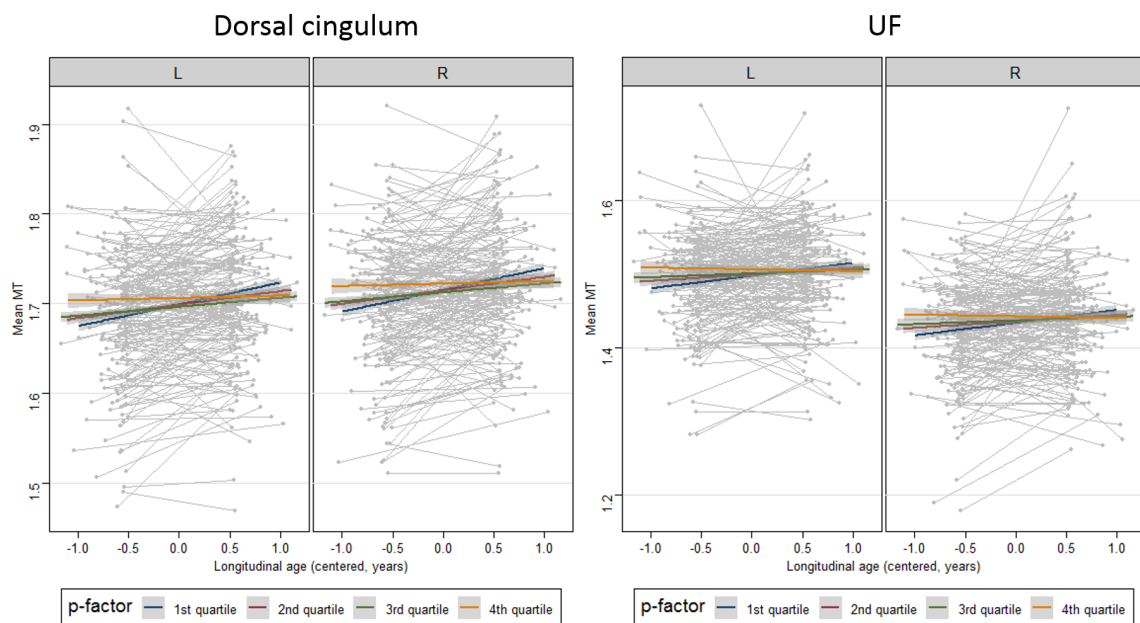 Dorsal cingulum
UF
L
R
L
R
1.9
1.8
1.7
1.6
1.5
Mean MT
1.6
1.4
1.2
Mean MT
-1.0 -0.5 0.0 0.5 1.0
-1.0 -0.5 0.0 0.5 1.0
-1.0 -0.5 0.0 0.5 1.0
-1.0 -0.5 0.0 0.5 1.0
Longitudinal age (centered, years)
Longitudinal age (centered, years)
p-factor 1st quartile 2nd quartile 3rd quartile 4th quartile
p-factor 1st quartile 2nd quartile 3rd quartile 4th quartile